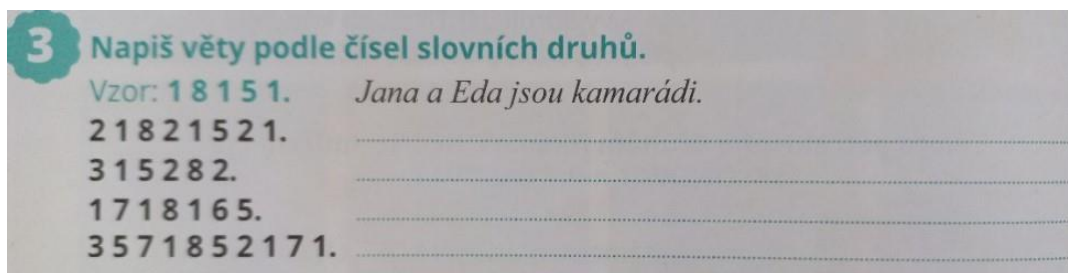 3 Napiš věty podle čísel slovních druhů.
Vzor: 1 8 1 5 1. Jana a Eda jsou kamarádi.
2 1 8 2 1 5 2 1.
3 1 5 2 8 2.
1 7 1 8 1 6 5.
3 5 7 1 8 5 2 1 7 1.